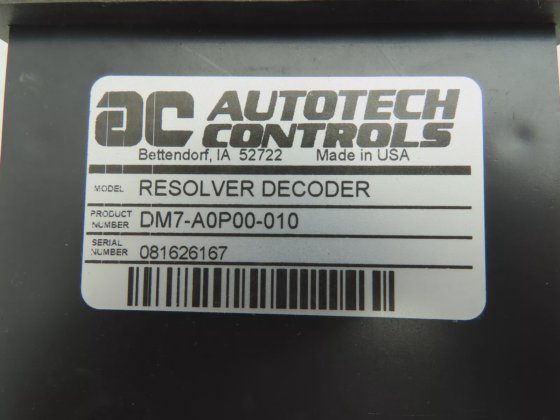 ac AUTOTECH
CONTROLS
Bettendorf, IA 52722 Made in USA
MODEL RESOLVER DECODER
PRODUCT NUMBER DM7-A0P00-010
SERIAL NUMBER 081626167